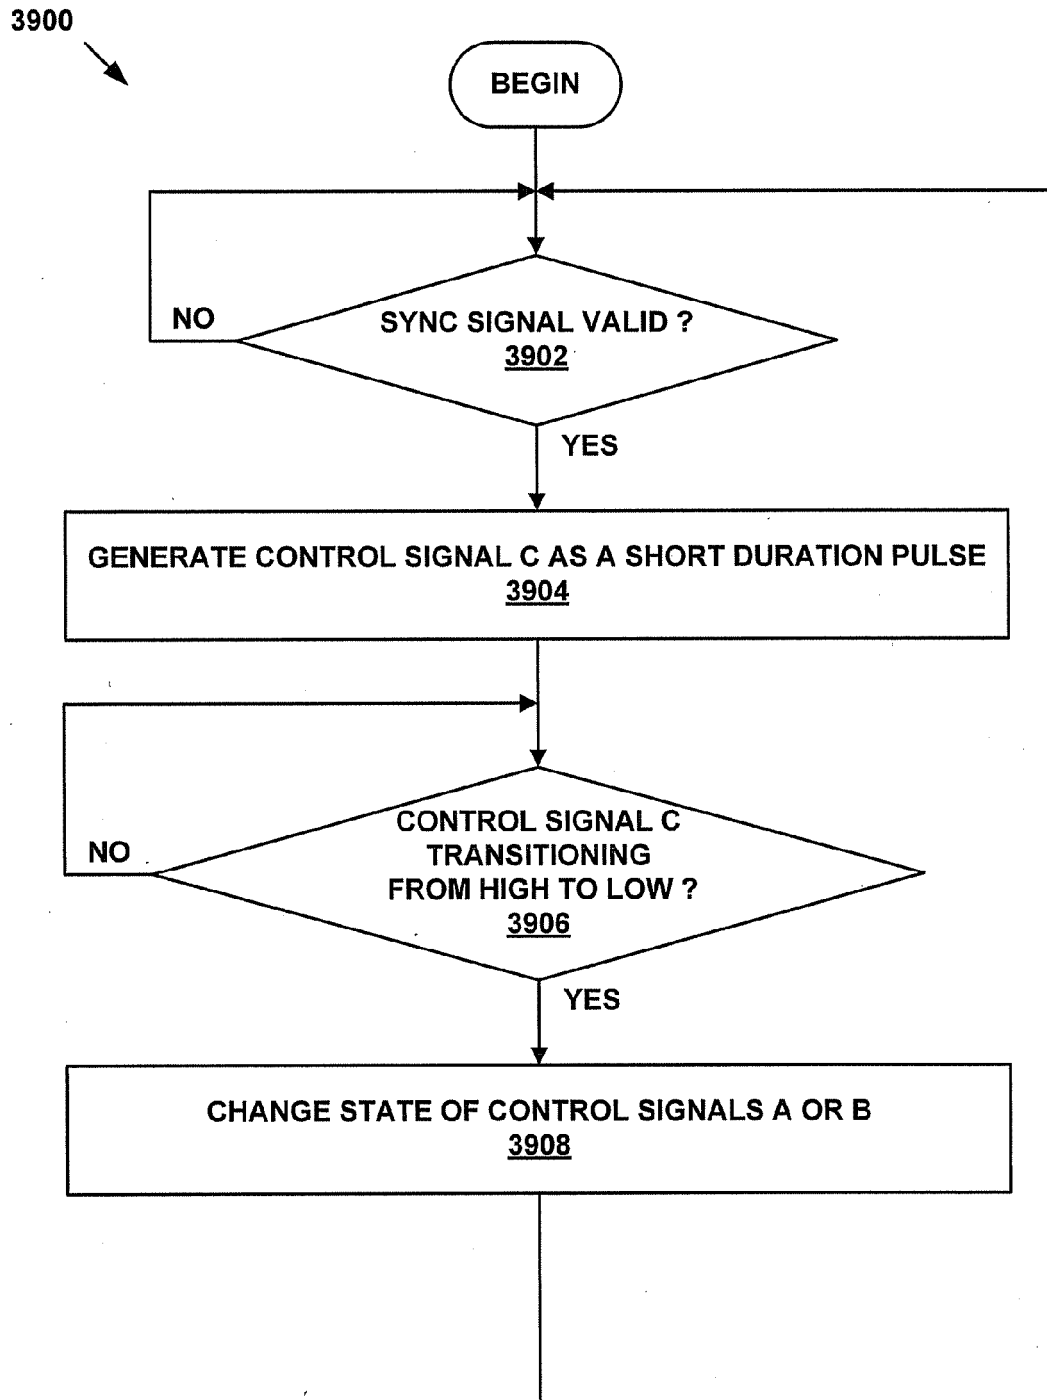 3900
BEGIN
NO
SYNC SIGNAL VALID ?
3902
YES
GENERATE CONTROL SIGNAL C AS A SHORT DURATION PULSE
3904
NO
CONTROL SIGNAL C
TRANSITIONING
FROM HIGH TO LOW ?
3906
YES
CHANGE STATE OF CONTROL SIGNALS A OR B
3908